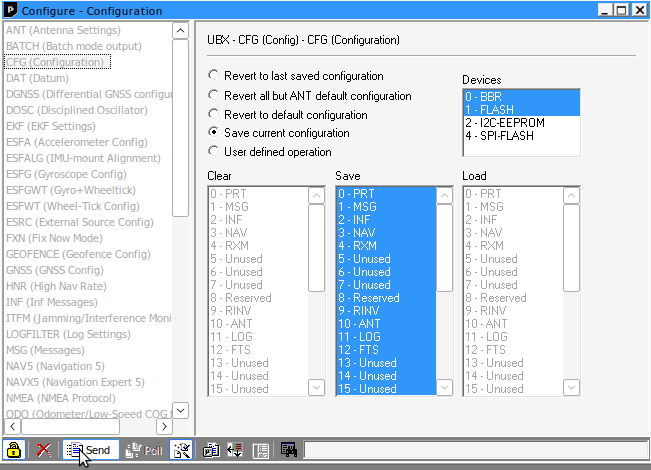 Configure - Configuration
ANT (Antenna Settings)
BATCH (Batch mode output)
CFG (Configuration)
DAT (Datum)
DGNSS (Differential GNSS configur
DOSC (Disciplined Oscillator)
EKF (EKF Settings)
ESFA (Accelerometer Config)
ESFALG (IMU-mount Alignment)
ESFG (Gyroscope Config)
ESFGWT (Gyro+Wheeltick)
ESFWT (Wheel-Tick Config)
ESRC (External Source Config)
FXN (Fix Now Mode)
GEOFENCE (Geofence Config)
GNSS (GNSS Config)
HNR (High Nav Rate)
INF (Inf Messages)
ITFM (Jamming/Interference Moni
LOGFILTER (Log Settings)
MSG (Messages)
NAV5 (Navigation 5)
NAVX5 (Navigation Expert 5)
NMEA (NMEA Protocol)
ODO (Odometer/Low-Speed COG f
UBX - CFG (Config) - CFG (Configuration)
Revert to last saved configuration
Revert all but ANT default configuration
Revert to default configuration
Save current configuration
User defined operation
Devices
0 - BBR
1 - FLASH
2 - I2C-EEPROM
4 - SPI-FLASH
Clear
0 - PRT
1 - MSG
2 - INF
3 - NAV
4 - RXM
5 - Unused
6 - Unused
7 - Unused
8 - Reserved
9 - RINV
10 - ANT
11 - LOG
12 - FTS
13 - Unused
14 - Unused
15 - Unused
Save
0 - PRT
1 - MSG
2 - INF
3 - NAV
4 - RXM
5 - Unused
6 - Unused
7 - Unused
8 - Reserved
9 - RINV
10 - ANT
11 - LOG
12 - FTS
13 - Unused
14 - Unused
15 - Unused
Load
0 - PRT
1 - MSG
2 - INF
3 - NAV
4 - RXM
5 - Unused
6 - Unused
7 - Unused
8 - Reserved
9 - RINV
10 - ANT
11 - LOG
12 - FTS
13 - Unused
14 - Unused
15 - Unused
Send
Poll